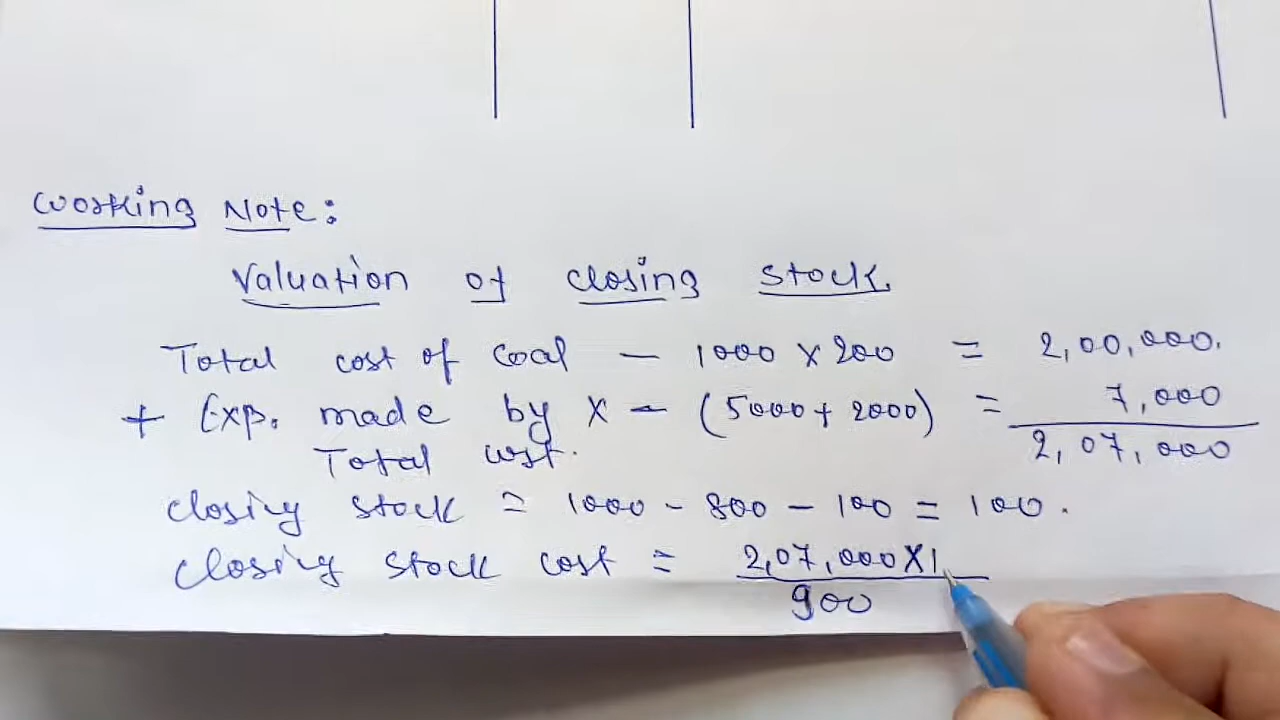 Working Note:
Valuation of closing stock.
Total cost of coal - 1000 x 200 = 2,00,000.
+ Exp. made by x - (5000 + 2000) = 7,000
Total cost. 2,07,000
closing stock = 1000 - 800 - 100 = 100.
closing stock cost = 2,07,000 X 1
900